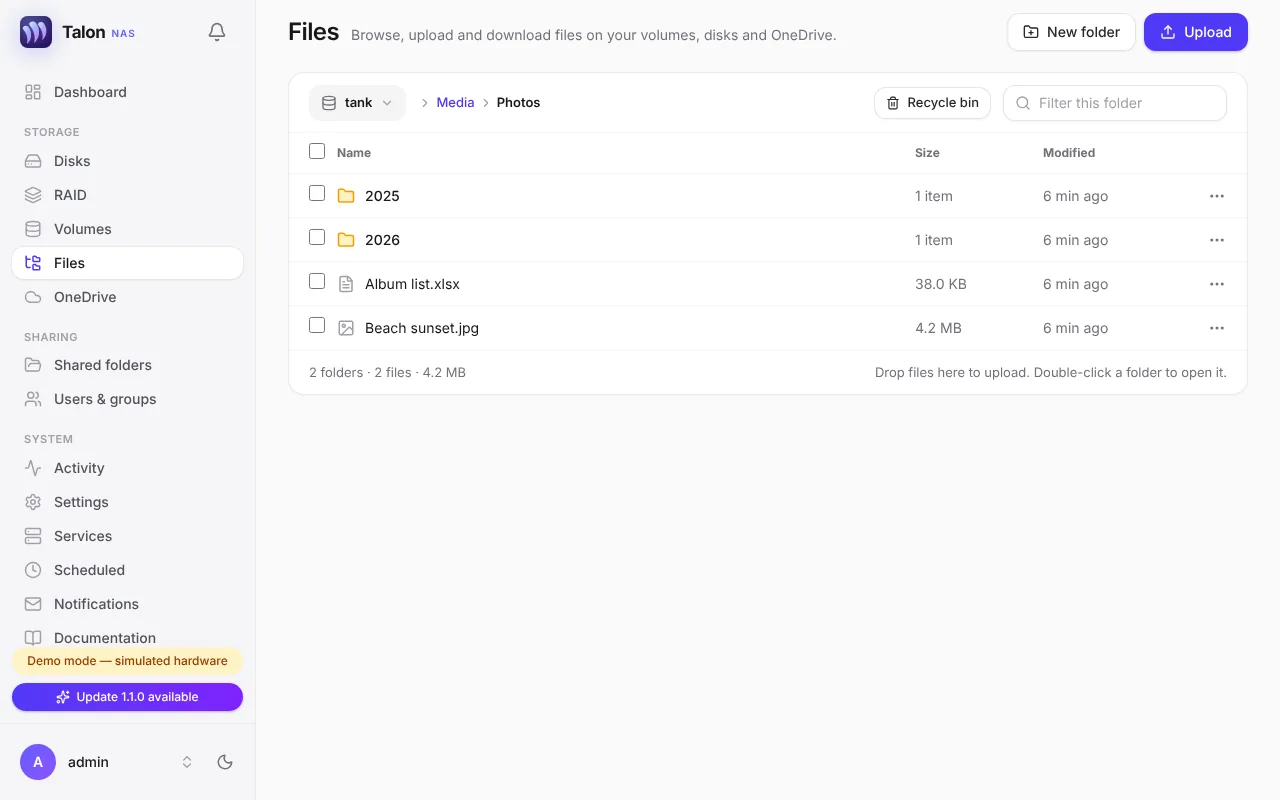 Talon NAS
Dashboard
STORAGE
Disks
RAID
Volumes
Files
OneDrive
SHARING
Shared folders
Users & groups
SYSTEM
Activity
Settings
Services
Scheduled
Notifications
Documentation
Demo mode — simulated hardware
Update 1.1.0 available
A admin
Files Browse, upload and download files on your volumes, disks and OneDrive.
New folder Upload
tank Media Photos Recycle bin Filter this folder
Name Size Modified
2025 1 item 6 min ago
2026 1 item 6 min ago
Album list.xlsx 38.0 KB 6 min ago
Beach sunset.jpg 4.2 MB 6 min ago
2 folders · 2 files · 4.2 MB Drop files here to upload. Double-click a folder to open it.